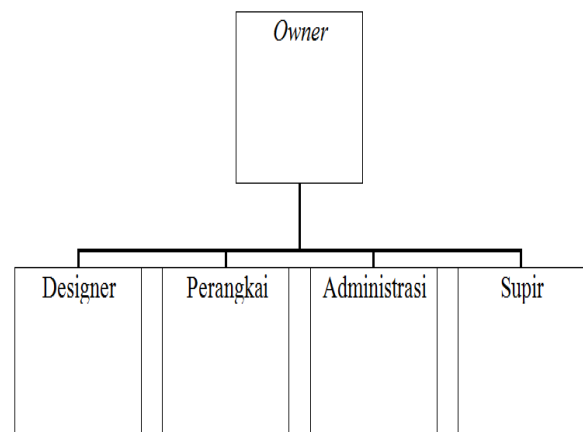 Owner
Designer
Perangkai
Administrasi
Supir